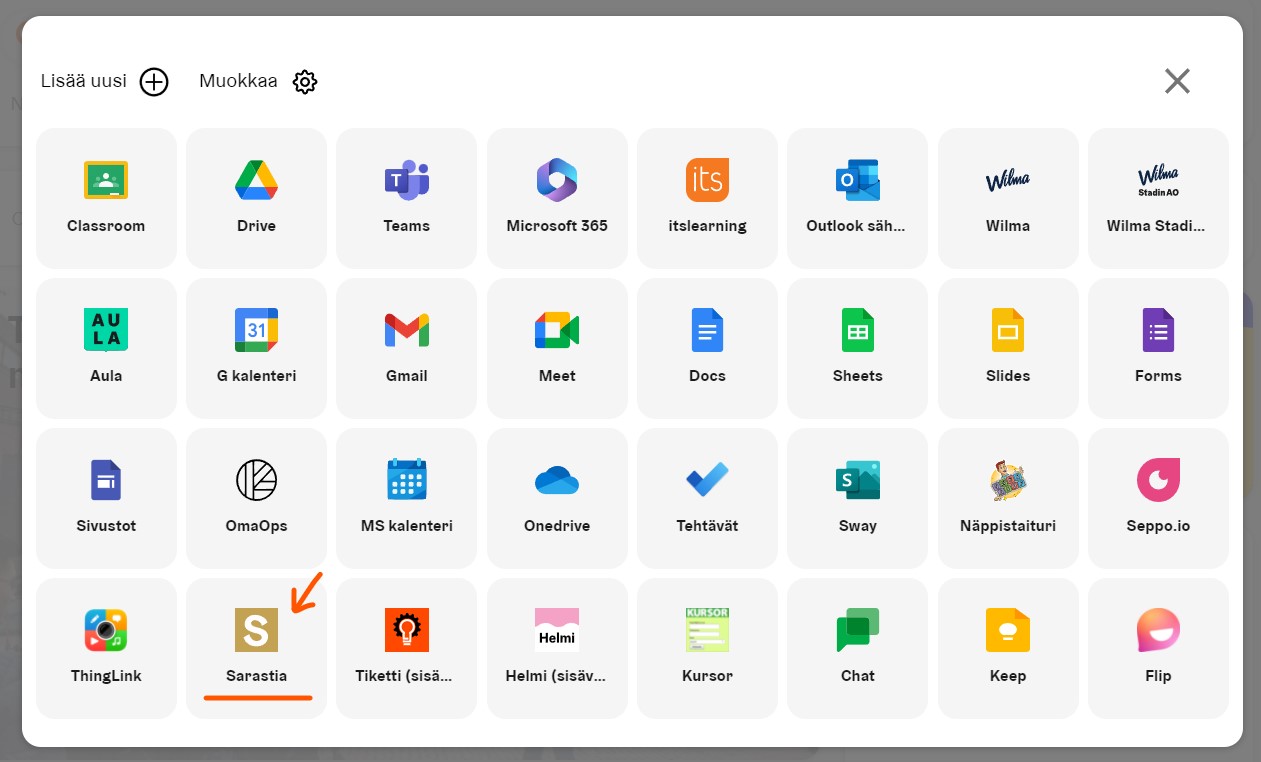 Lisää uusi Muokkaa
Classroom Drive Teams Microsoft 365 itslearning Outlook säh... Wilma Wilma Stadi...
its
O
T
Wilma
Wilma
Stadin AO
AU
LA
31
Aula G kalenteri Gmail Meet Docs Sheets Slides Forms
S
Sivustot OmaOps MS kalenteri Onedrive Tehtävät Sway Näppistaituri Seppo.io
S
Helmi
KURSOR
ThingLink Sarastia Tiketti (sisä... Helmi (sisäv... Kursor Chat Keep Flip